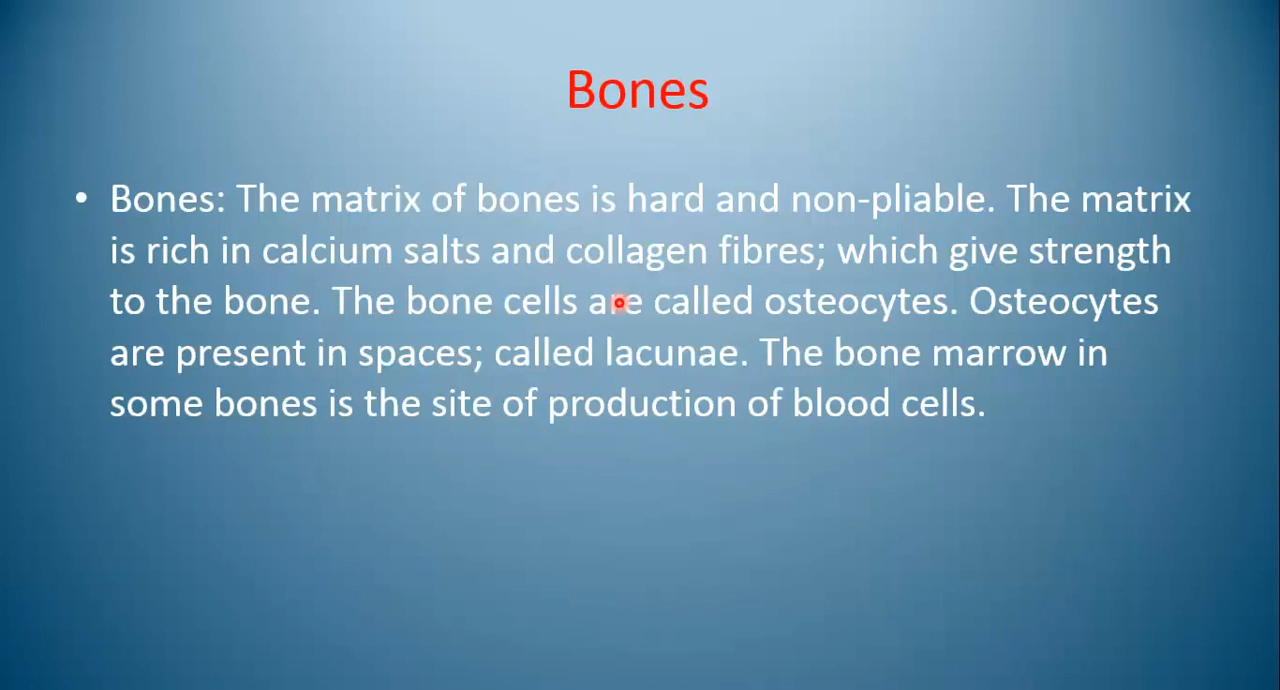 Bones
• Bones: The matrix of bones is hard and non-pliable. The matrix
is rich in calcium salts and collagen fibres; which give strength
to the bone. The bone cells are called osteocytes. Osteocytes
are present in spaces; called lacunae. The bone marrow in
some bones is the site of production of blood cells.